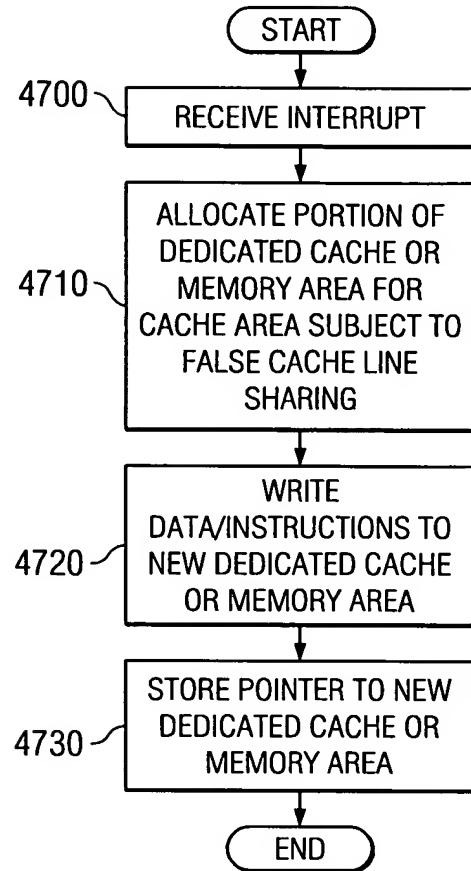 START
4700
RECEIVE INTERRUPT
4710
ALLOCATE PORTION OF
DEDICATED CACHE OR
MEMORY AREA FOR
CACHE AREA SUBJECT TO
FALSE CACHE LINE
SHARING
4720
WRITE
DATA/INSTRUCTIONS TO
NEW DEDICATED CACHE
OR MEMORY AREA
4730
STORE POINTER TO NEW
DEDICATED CACHE OR
MEMORY AREA
END